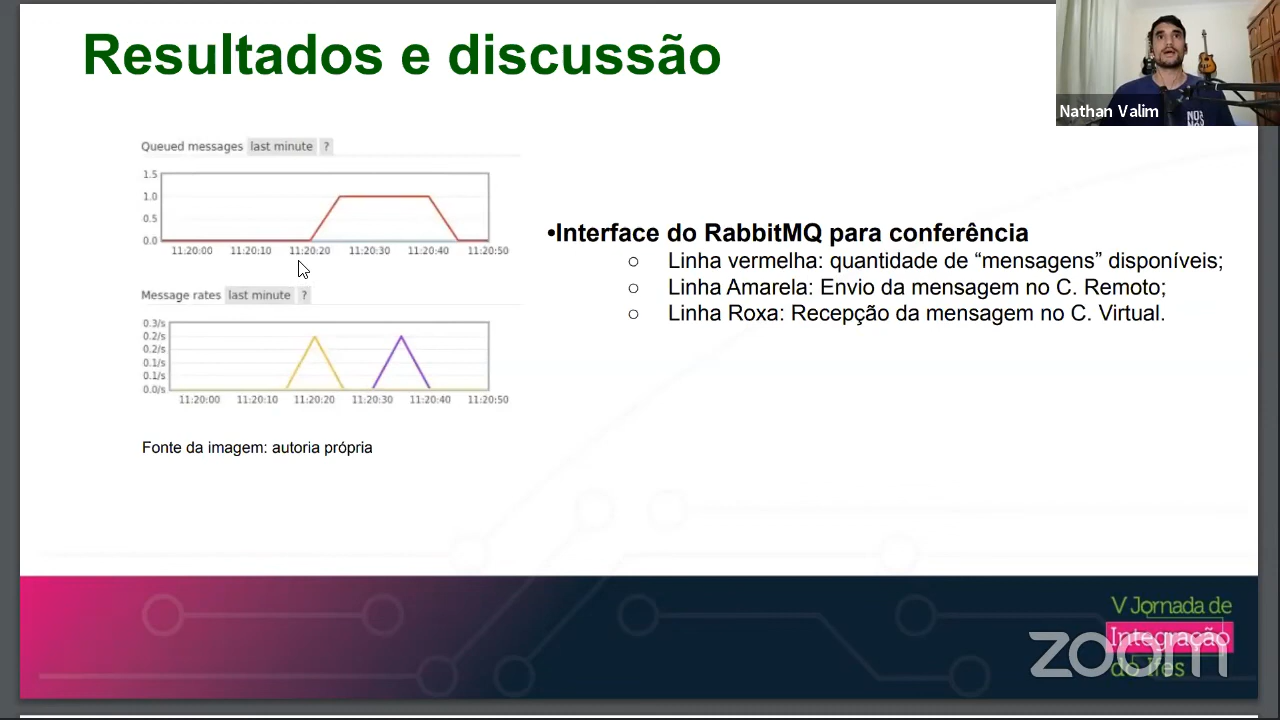 Resultados e discussão
Nathan Valim
Queued messages last minute ?
1.5
1.0
0.5
0.0
11:20:00 11:20:10 11:20:20 11:20:30 11:20:40 11:20:50
Message rates last minute ?
0.3/s
0.2/s
0.2/s
0.1/s
0.1/s
0.0/s
11:20:00 11:20:10 11:20:20 11:20:30 11:20:40 11:20:50
Fonte da imagem: autoria própria
•Interface do RabbitMQ para conferência
○ Linha vermelha: quantidade de “mensagens” disponíveis;
○ Linha Amarela: Envio da mensagem no C. Remoto;
○ Linha Roxa: Recepção da mensagem no C. Virtual.
V Jornada de
Integração
do Ifes
zoom